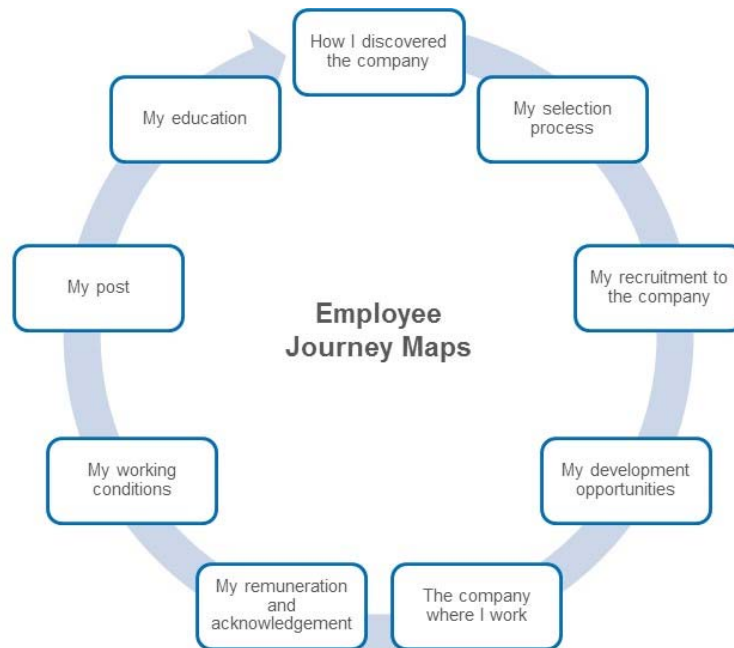 How I discovered
the company
My selection
process
My recruitment to
the company
My development
opportunities
The company
where I work
My remuneration
and
acknowledgement
My working
conditions
My post
My education
Employee
Journey Maps